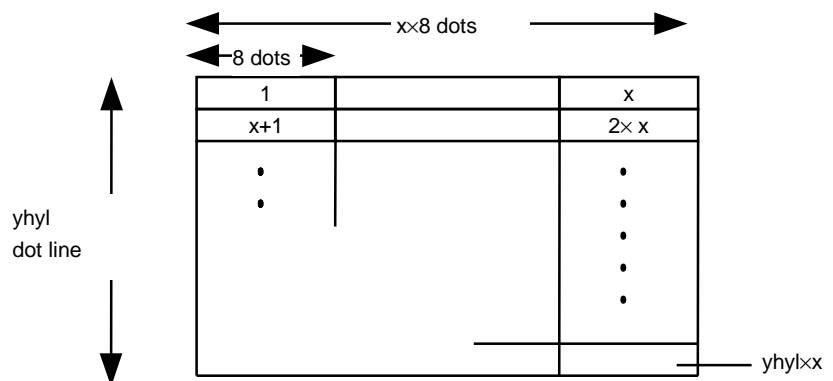 x×8 dots
8 dots
1 x
x+1 2× x
yhyl
dot line
yhyl×x